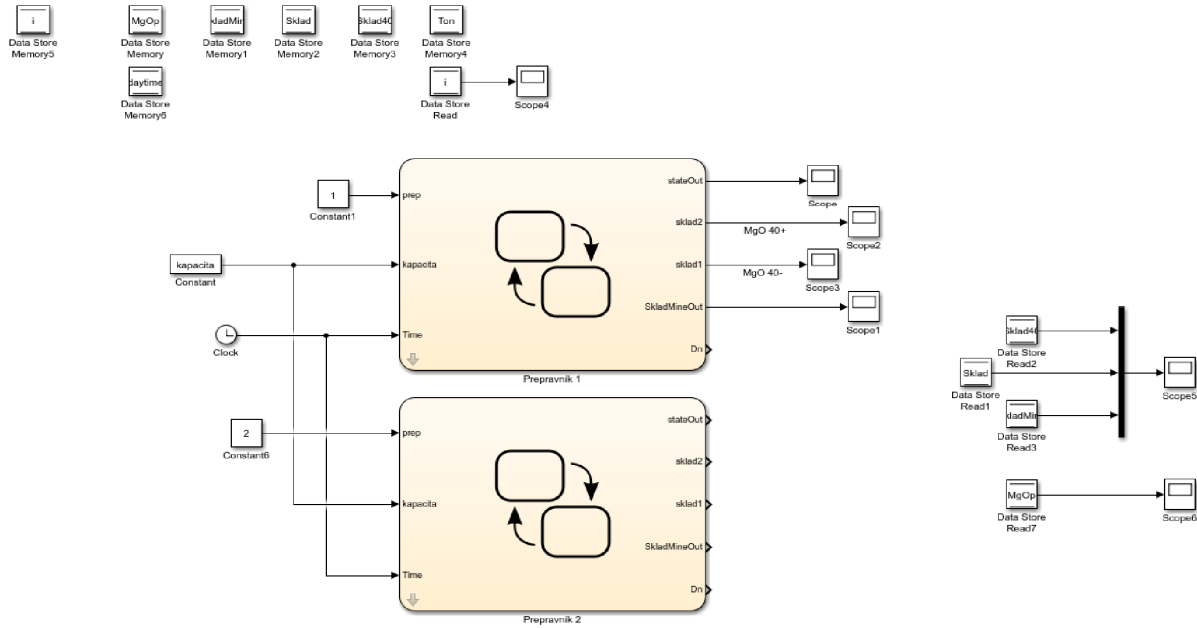 i
MgOp
Sklad
Ton
Data Store
Memory5
Data Store
Memory
Data Store
Memory1
Data Store
Memory2
Data Store
Memory3
Data Store
Memory4
daytime
Data Store
Memory6
i
Data Store
Read
Scope4
1
Constant1
prep
kapacita
Time
stateOut
sklad2
sklad1
SkladMineOut
Dn
Prepravnik 1
kapacita
Constant
Clock
MgO 40+
MgO 40-
Scope
Scope2
Scope3
Scope1
2
Constant6
prep
kapacita
Time
stateOut
sklad2
sklad1
SkladMineOut
Dn
Prepravnik 2
Data Store
Read2
Sklad
Data Store
Read1
Data Store
Read3
Scope5
MgOp
Data Store
Read7
Scope6